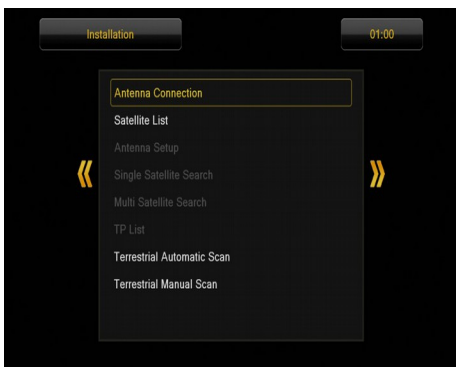 Installation
01:00
Antenna Connection
Satellite List
Antenna Setup
Single Satellite Search
Multi Satellite Search
TP List
Terrestrial Automatic Scan
Terrestrial Manual Scan